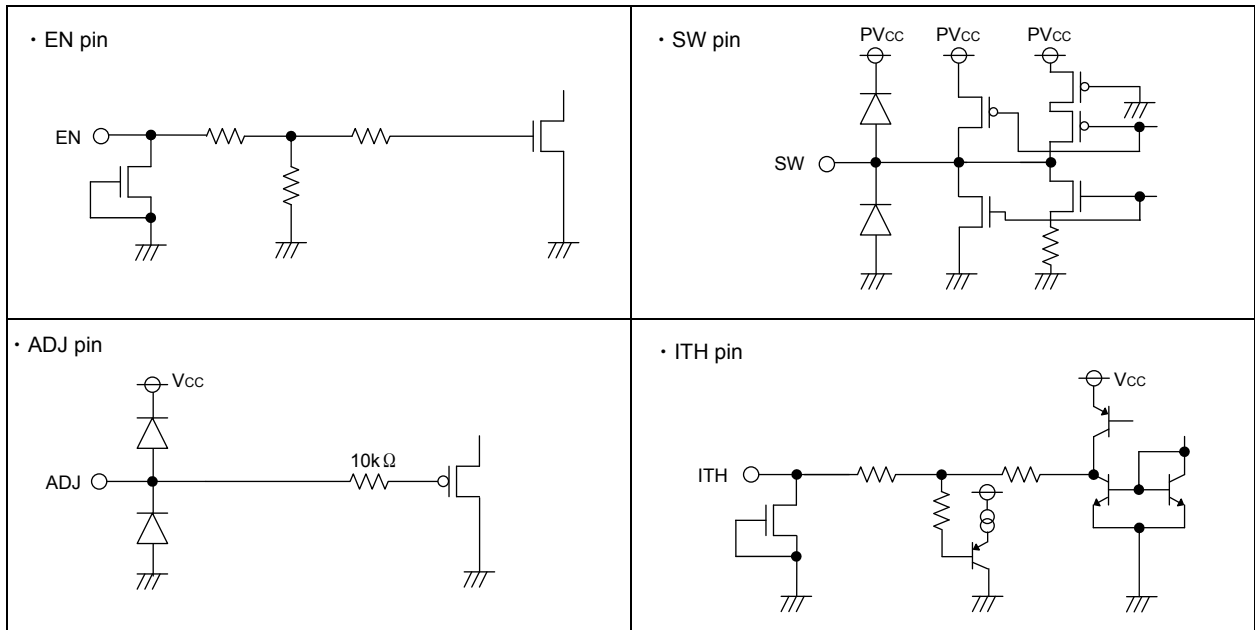 ・EN pin
EN
・SW pin
PVCC PVCC PVCC
SW
・ADJ pin
VCC
10kΩ
ADJ
・ITH pin
VCC
ITH